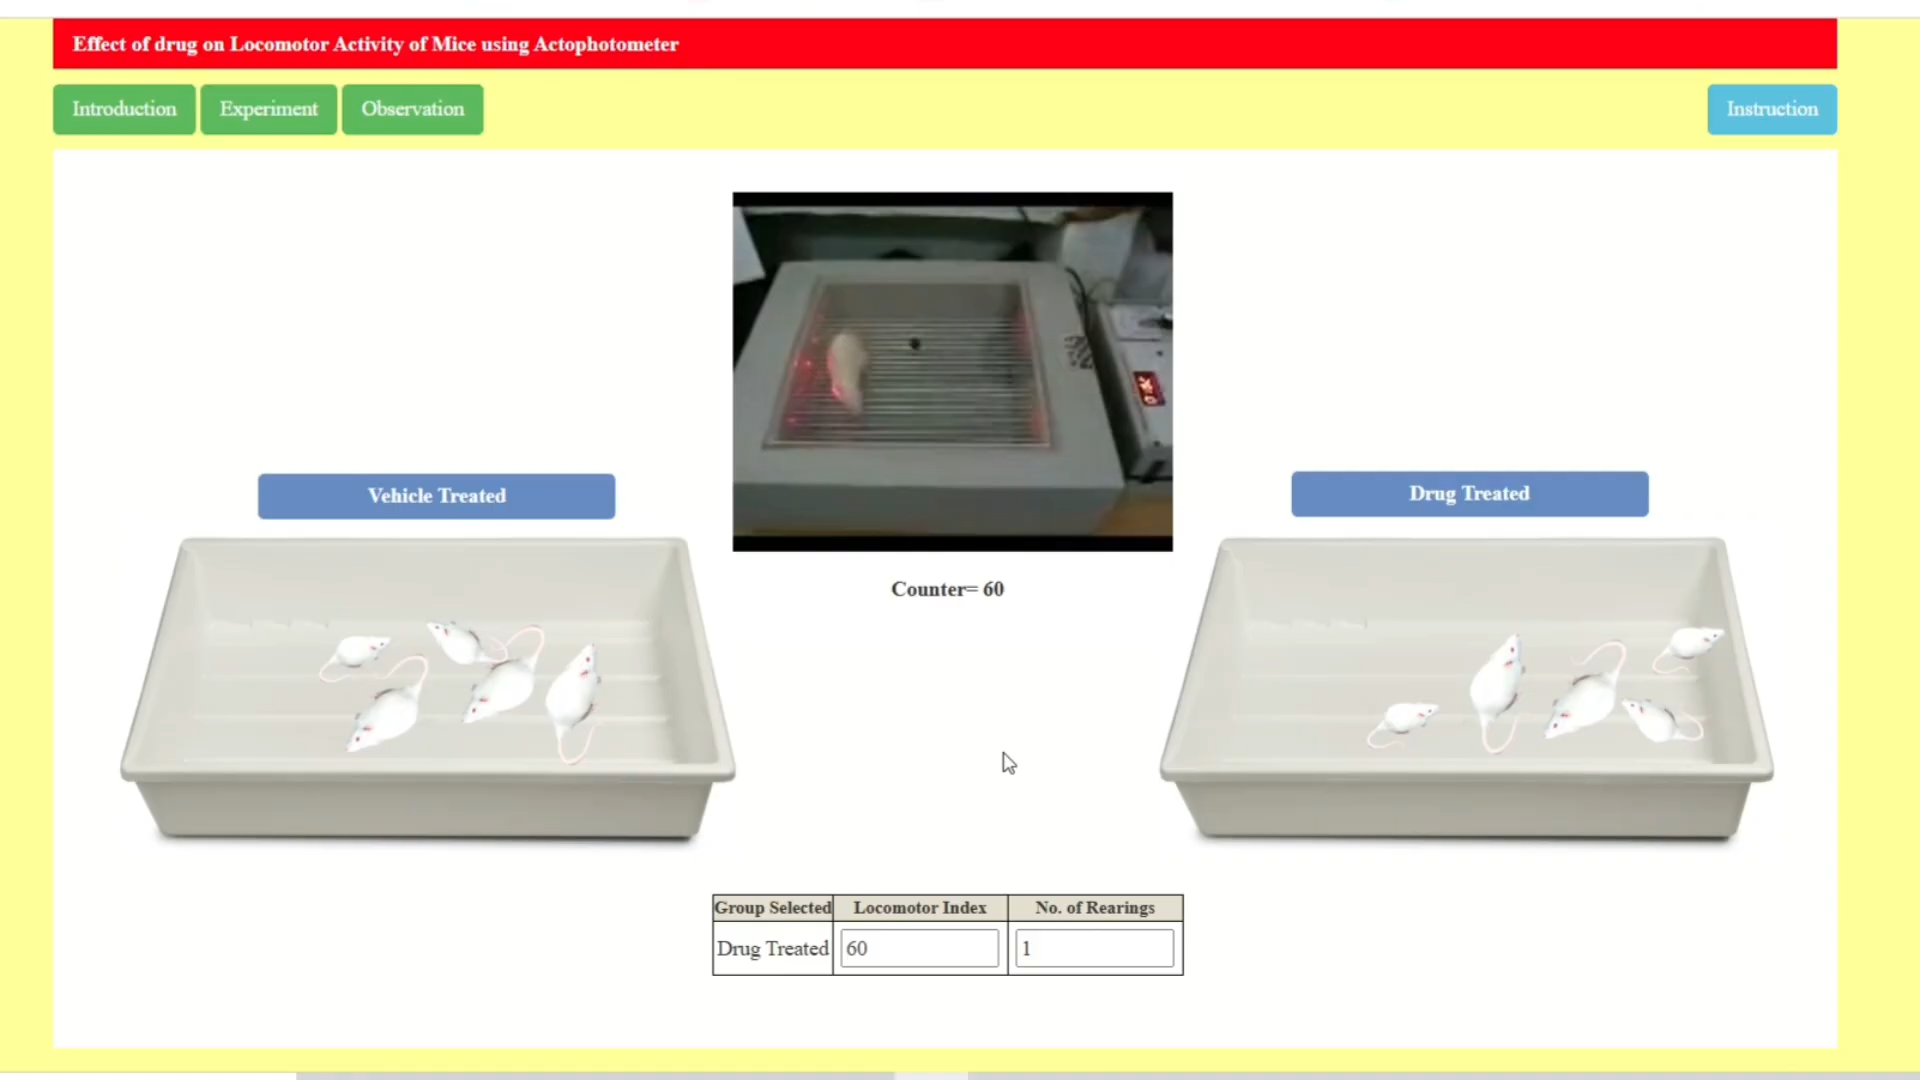 Effect of drug on Locomotor Activity of Mice using Actophotometer
Introduction
Experiment
Observation
Instruction
Vehicle Treated
Drug Treated
Counter= 60
Group Selected
Locomotor Index
No. of Rearings
Drug Treated
60
1